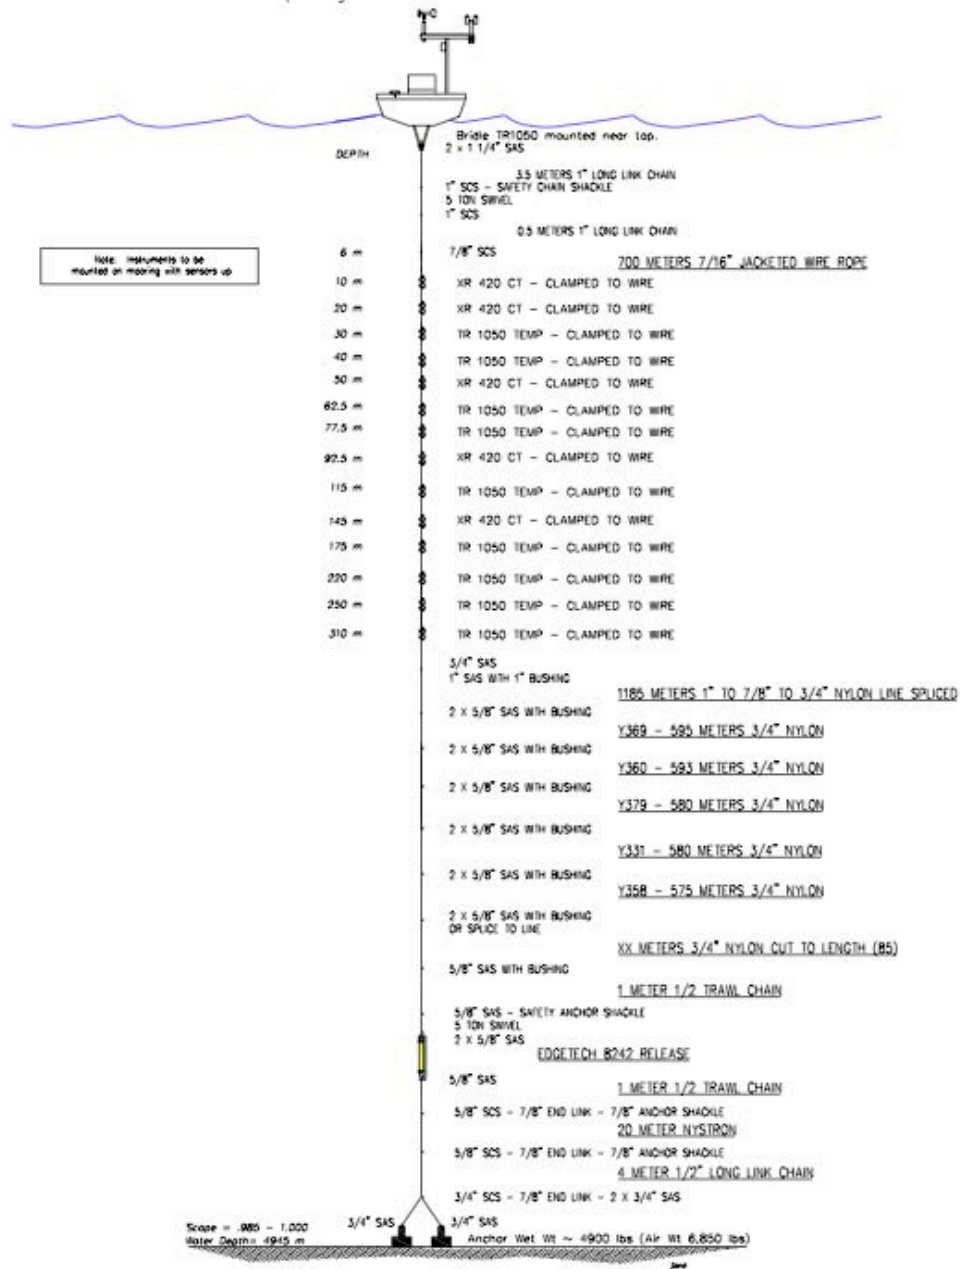 Bridle TR1050 mounted near top.
2 x 1 1/4" SAS
DEPTH
3.5 METERS 1" LONG LINK CHAIN
1" SCS - SAFETY CHAIN SHACKLE
5 TON SWIVEL
1" SCS
0.5 METERS 1" LONG LINK CHAIN
Note: Instruments to be
mounted on mooring with sensors up
6 m 7/8" SCS
700 METERS 7/16" JACKETED WIRE ROPE
10 m XR 420 CT - CLAMPED TO WIRE
20 m XR 420 CT - CLAMPED TO WIRE
30 m TR 1050 TEMP - CLAMPED TO WIRE
40 m TR 1050 TEMP - CLAMPED TO WIRE
50 m XR 420 CT - CLAMPED TO WIRE
62.5 m TR 1050 TEMP - CLAMPED TO WIRE
77.5 m TR 1050 TEMP - CLAMPED TO WIRE
92.5 m XR 420 CT - CLAMPED TO WIRE
115 m TR 1050 TEMP - CLAMPED TO WIRE
145 m XR 420 CT - CLAMPED TO WIRE
175 m TR 1050 TEMP - CLAMPED TO WIRE
220 m TR 1050 TEMP - CLAMPED TO WIRE
250 m TR 1050 TEMP - CLAMPED TO WIRE
310 m TR 1050 TEMP - CLAMPED TO WIRE
3/4" SAS
1" SAS WITH 1" BUSHING
1185 METERS 1" TO 7/8" TO 3/4" NYLON LINE SPLICED
2 X 5/8" SAS WITH BUSHING
Y369 - 595 METERS 3/4" NYLON
2 X 5/8" SAS WITH BUSHING
Y360 - 593 METERS 3/4" NYLON
2 X 5/8" SAS WITH BUSHING
Y379 - 580 METERS 3/4" NYLON
2 X 5/8" SAS WITH BUSHING
Y331 - 580 METERS 3/4" NYLON
2 X 5/8" SAS WITH BUSHING
Y358 - 575 METERS 3/4" NYLON
2 X 5/8" SAS WITH BUSHING
OR SPLICE TO LINE
XX METERS 3/4" NYLON CUT TO LENGTH (85)
5/8" SAS WITH BUSHING
1 METER 1/2 TRAWL CHAIN
5/8" SAS - SAFETY ANCHOR SHACKLE
5 TON SWIVEL
2 X 5/8" SAS
EDGETECH 8242 RELEASE
5/8" SAS
1 METER 1/2 TRAWL CHAIN
5/8" SCS - 7/8" END LINK - 7/8" ANCHOR SHACKLE
20 METER NYSTRON
5/8" SCS - 7/8" END LINK - 7/8" ANCHOR SHACKLE
4 METER 1/2" LONG LINK CHAIN
3/4" SCS - 7/8" END LINK - 2 X 3/4" SAS
3/4" SAS 3/4" SAS
Scope = .985 - 1.000
Water Depth= 4945 m
Anchor Wet Wt ~ 4900 lbs (Air Wt 6,850 lbs)